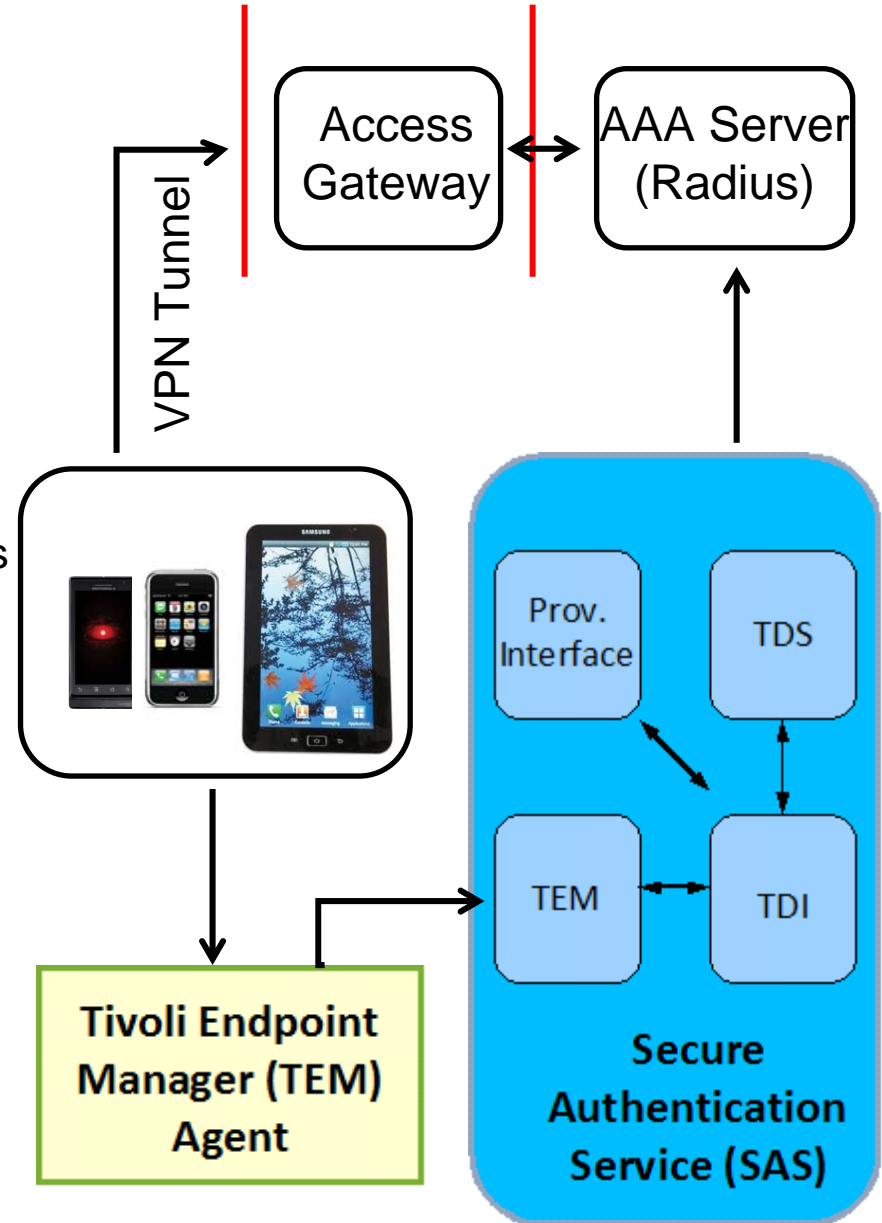 Access
Gateway
AAA Server
(Radius)
VPN Tunnel
s
SAMSUNG
Prov.
Interface
TDS
TEM
TDI
Tivoli Endpoint
Manager (TEM)
Agent
Secure
Authentication
Service (SAS)